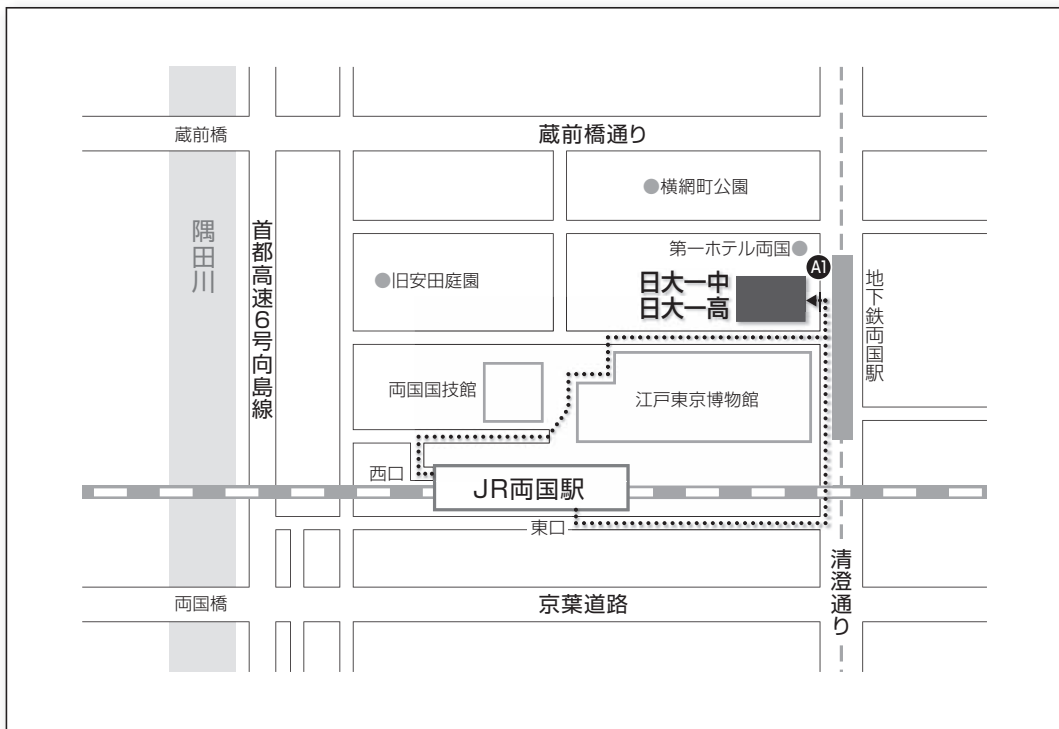 蔵前橋
蔵前橋通り
●横網町公園
隅田川
首都高速6号向島線
第一ホテル両国●
A1
●旧安田庭園
日大一中
日大一高
地下鉄両国駅
両国国技館
江戸東京博物館
西口
JR両国駅
東口
両国橋
京葉道路
清澄通り